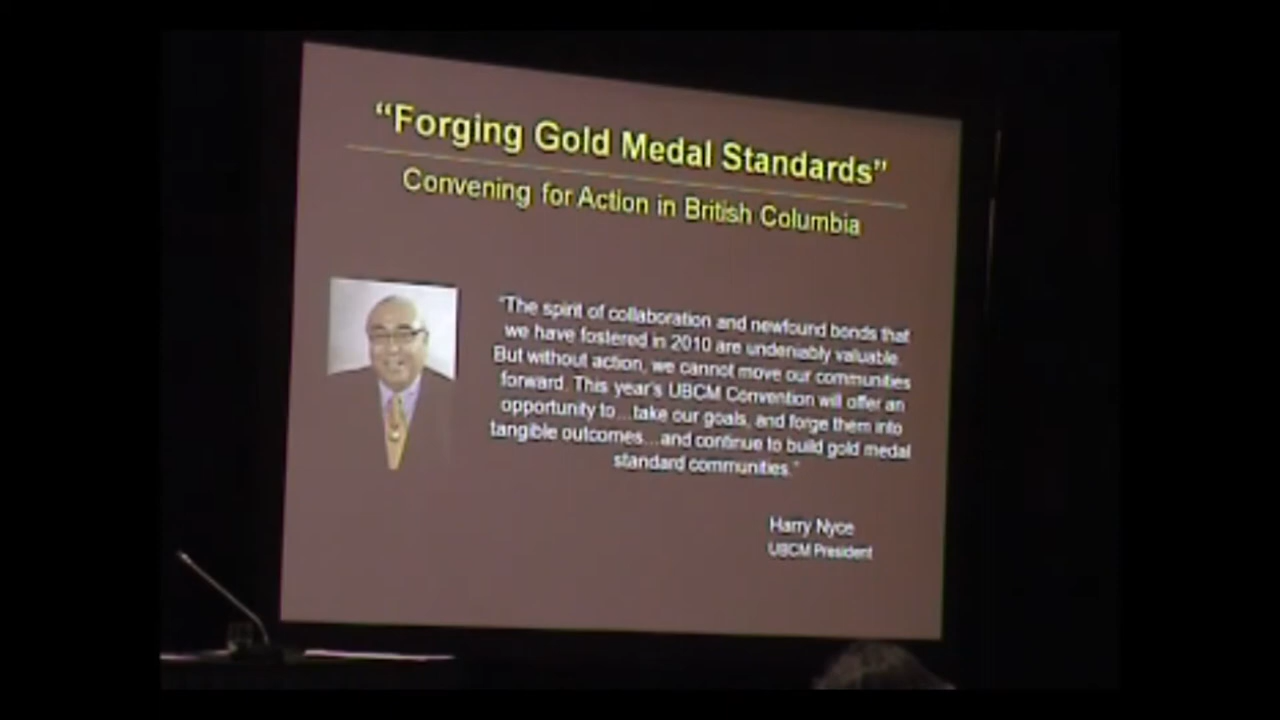 “Forging Gold Medal Standards”
Convening for Action in British Columbia
“The spirit of collaboration and newfound bonds that
we have fostered in 2010 are undeniably valuable.
But without action, we cannot move our communities
forward. This year's UBCM Convention will offer an
opportunity to...take our goals, and forge them into
tangible outcomes...and continue to build gold medal
standard communities.”
Harry Nyce
UBCM President